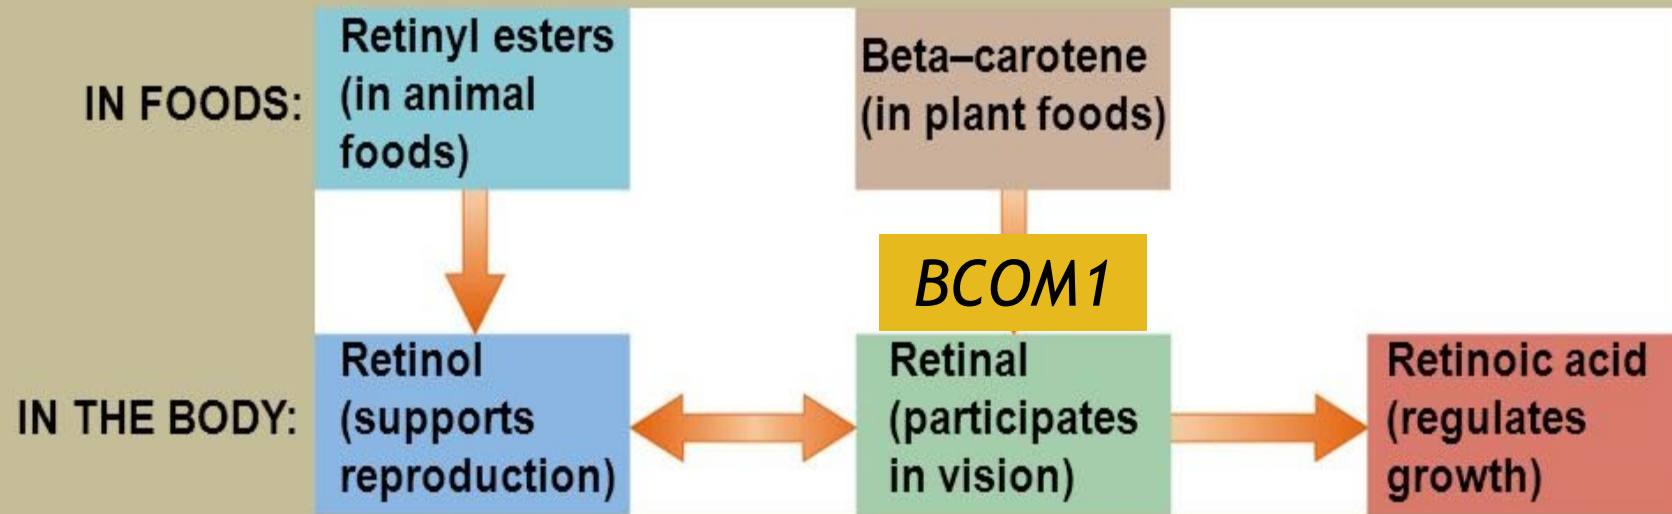 IN FOODS:
Retinyl esters
(in animal
foods)
Beta–carotene
(in plant foods)
BCOM1
IN THE BODY:
Retinol
(supports
reproduction)
Retinal
(participates
in vision)
Retinoic acid
(regulates
growth)